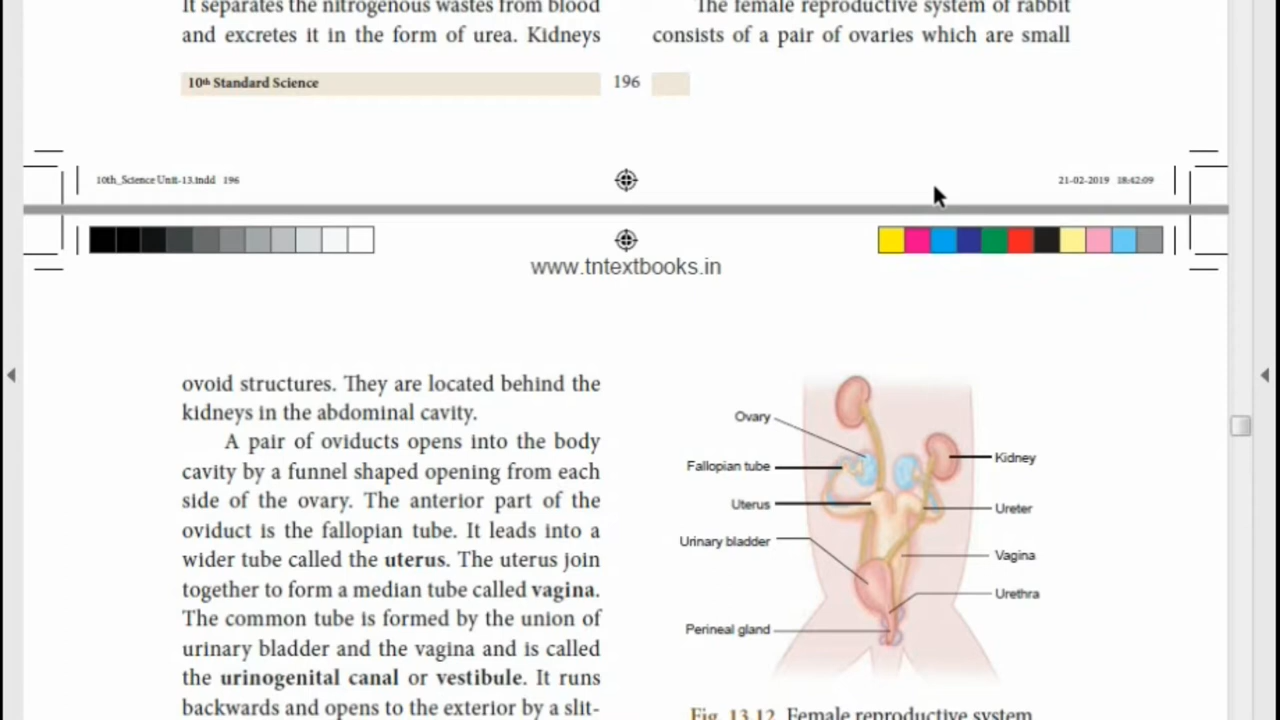 It separates the nitrogenous wastes from blood
and excretes it in the form of urea. Kidneys
The female reproductive system of rabbit
consists of a pair of ovaries which are small
10th Standard Science
196
10th_Science Unit-13.indd 196
21-02-2019 18:42:09
www.tntextbooks.in
ovoid structures. They are located behind the
kidneys in the abdominal cavity.
A pair of oviducts opens into the body
cavity by a funnel shaped opening from each
side of the ovary. The anterior part of the
oviduct is the fallopian tube. It leads into a
wider tube called the uterus. The uterus join
together to form a median tube called vagina.
The common tube is formed by the union of
urinary bladder and the vagina and is called
the urinogenital canal or vestibule. It runs
backwards and opens to the exterior by a slit-
Ovary
Fallopian tube
Uterus
Urinary bladder
Perineal gland
Kidney
Ureter
Vagina
Urethra
Fig. 13.12 Female reproductive system